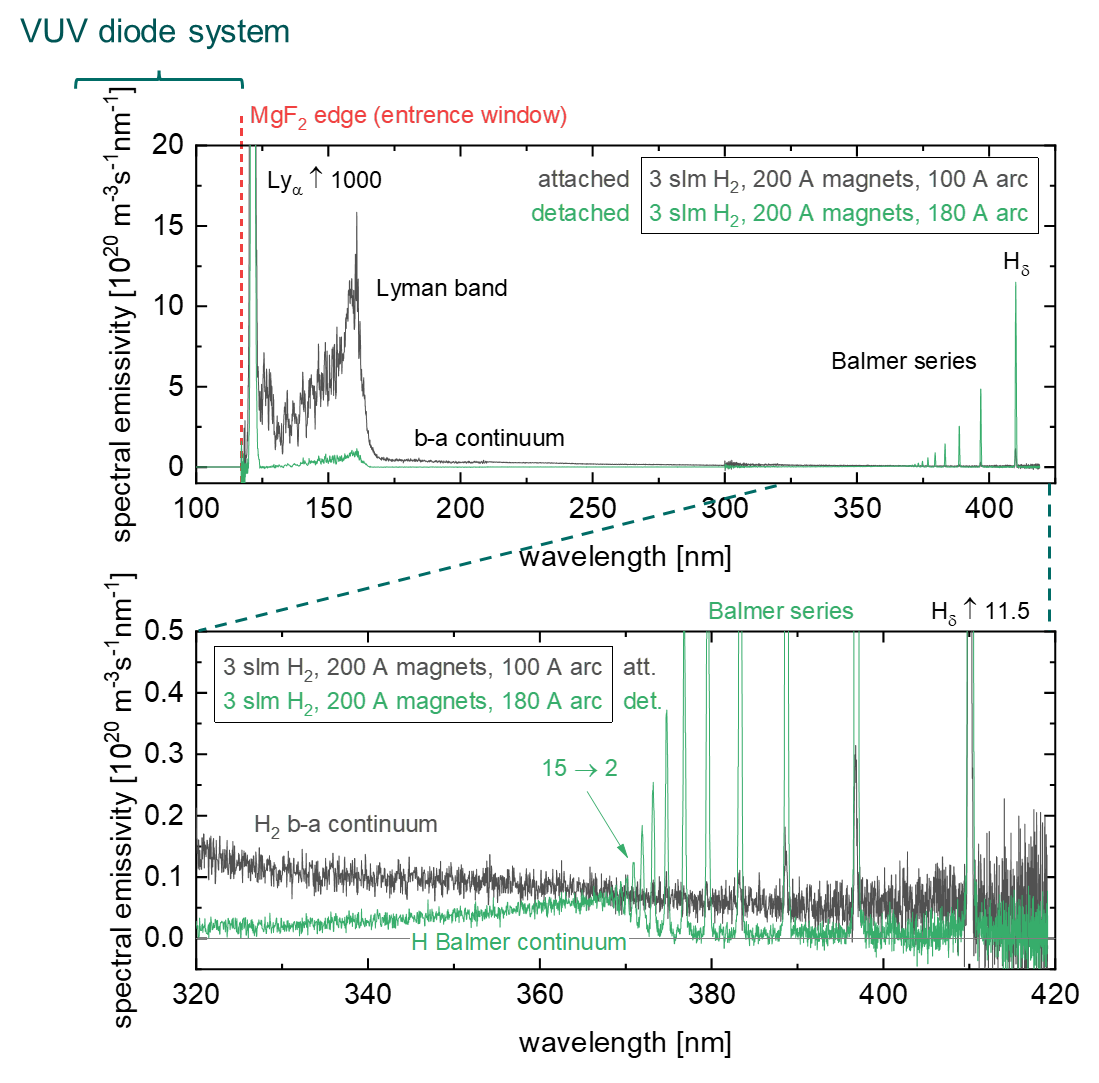 VUV diode system
MgF2 edge (entrence window)
spectral emissivity [10^20 m^-3s^-1nm^-1]
20
15
10
5
0
Lyα ↑ 1000
attached
3 slm H2, 200 A magnets, 100 A arc
detached
3 slm H2, 200 A magnets, 180 A arc
Hδ
Lyman band
Balmer series
b-a continuum
100
150
200
250
300
350
400
wavelength [nm]
Balmer series
Hδ ↑ 11.5
spectral emissivity [10^20 m^-3s^-1nm^-1]
0.5
0.4
0.3
0.2
0.1
0.0
3 slm H2, 200 A magnets, 100 A arc att.
3 slm H2, 200 A magnets, 180 A arc det.
15 → 2
H2 b-a continuum
H Balmer continuum
320
340
360
380
400
420
wavelength [nm]